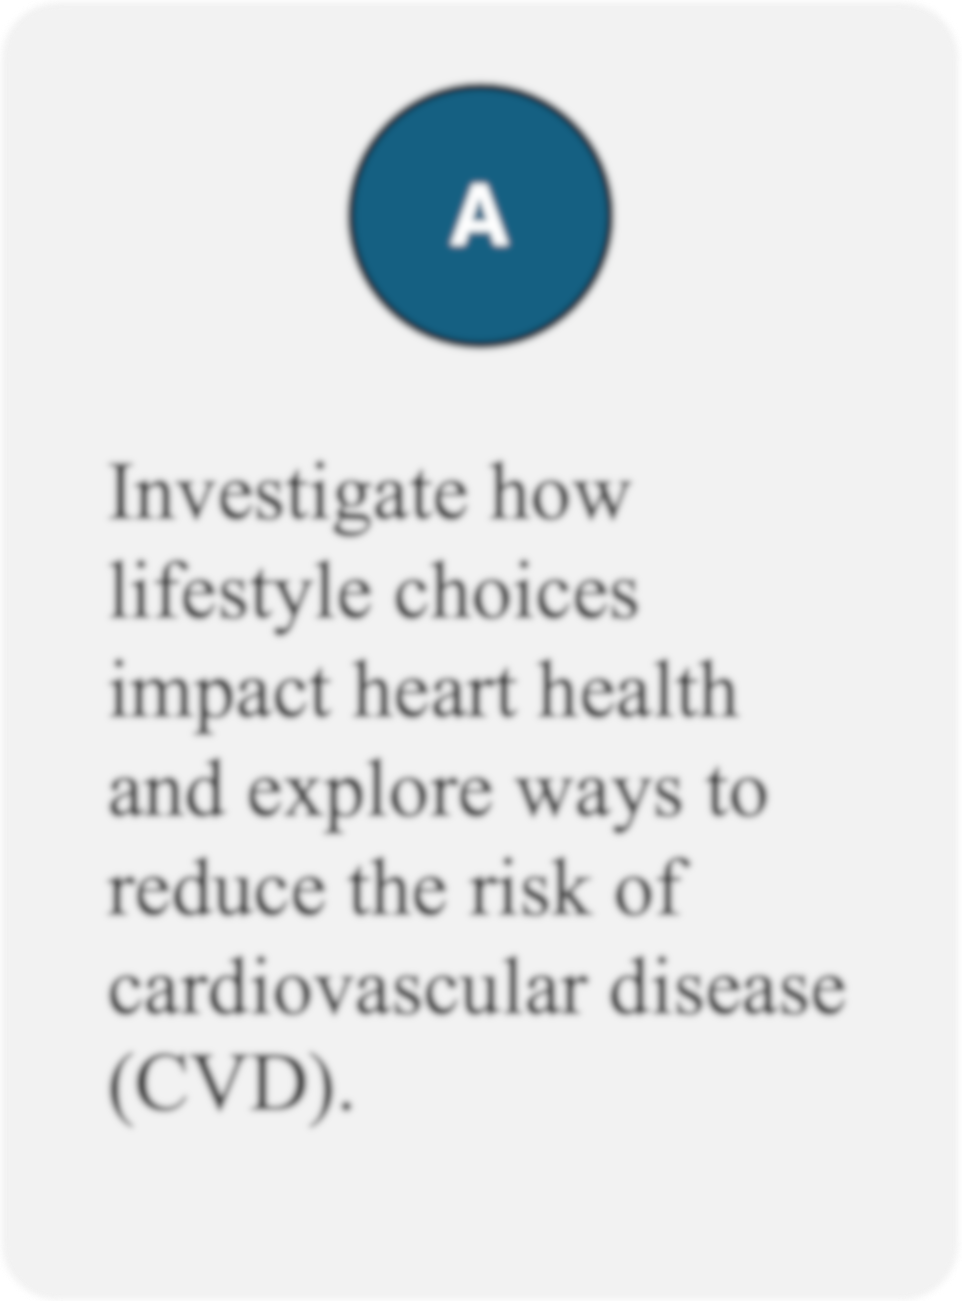 A
Investigate how
lifestyle choices
impact heart health
and explore ways to
reduce the risk of
cardiovascular disease
(CVD).